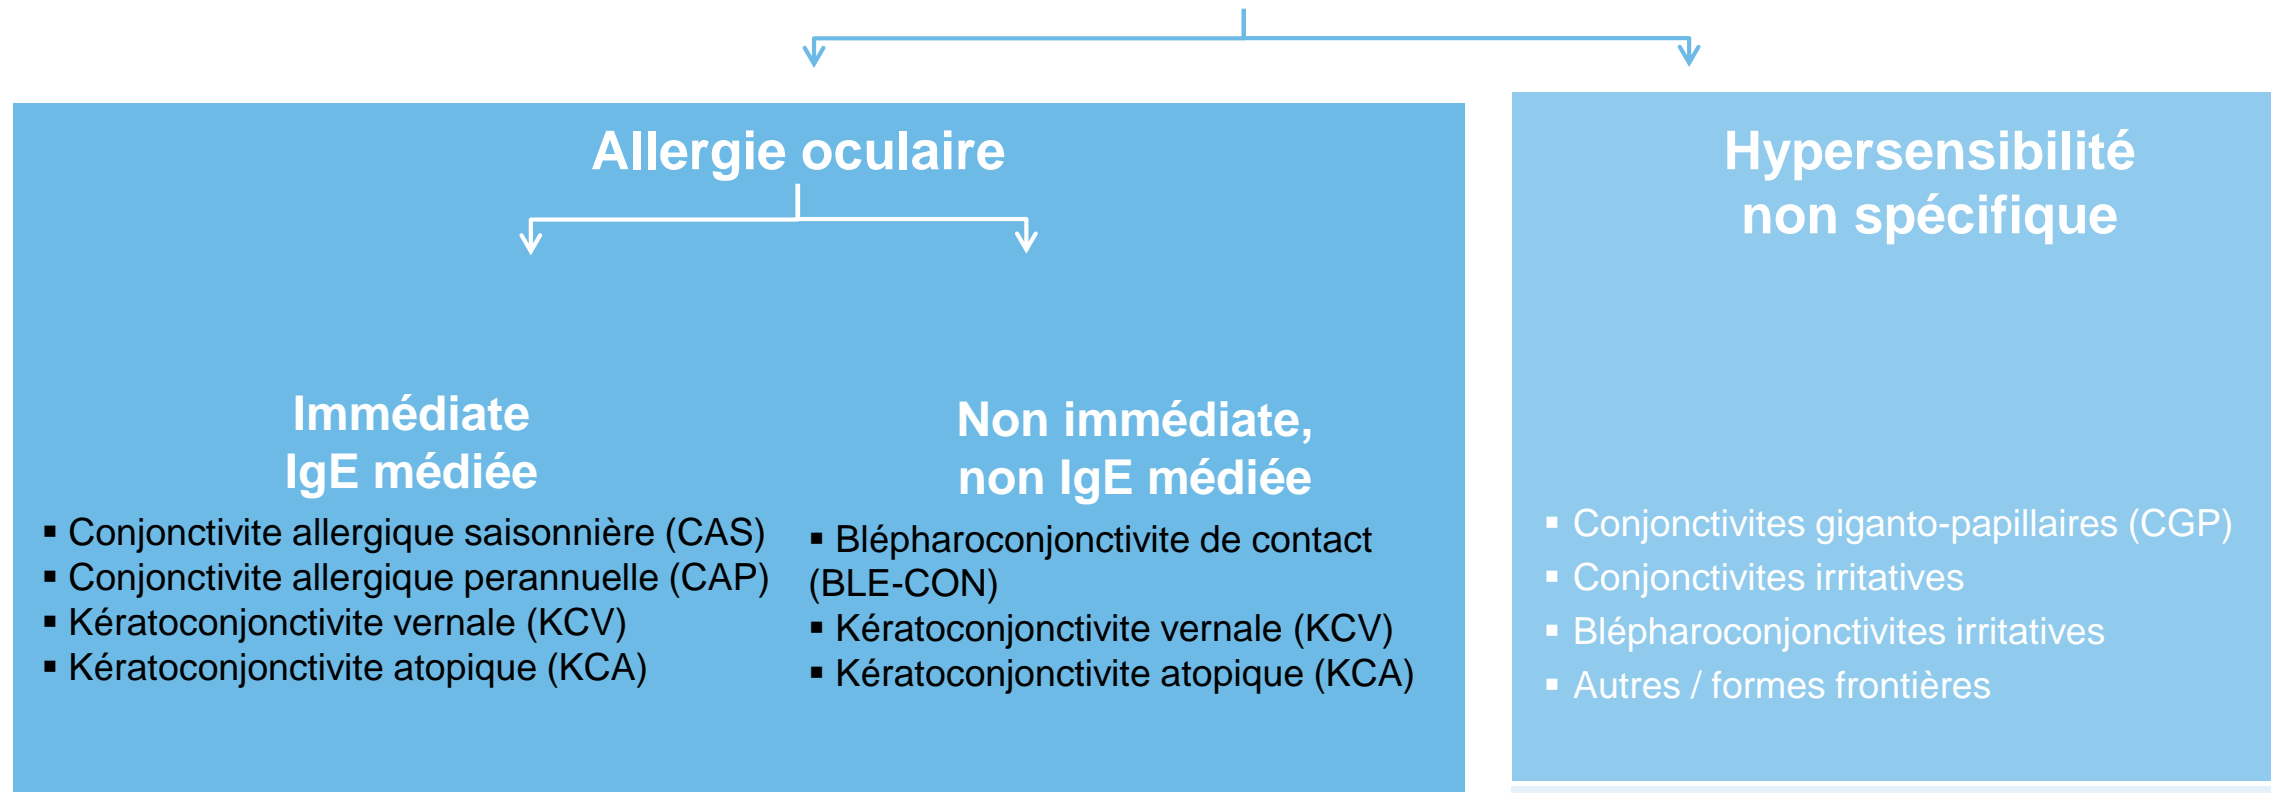 Allergie oculaire
Immédiate
IgE médiée
▪ Conjonctivite allergique saisonnière (CAS)
▪ Conjonctivite allergique perannuelle (CAP)
▪ Kératoconjonctivite vernale (KCV)
▪ Kératoconjonctivite atopique (KCA)
Non immédiate,
non IgE médiée
▪ Blépharoconjonctivite de contact
(BLE-CON)
▪ Kératoconjonctivite vernale (KCV)
▪ Kératoconjonctivite atopique (KCA)
Hypersensibilité
non spécifique
▪ Conjonctivites giganto-papillaires (CGP)
▪ Conjonctivites irritatives
▪ Blépharoconjonctivites irritatives
▪ Autres / formes frontières